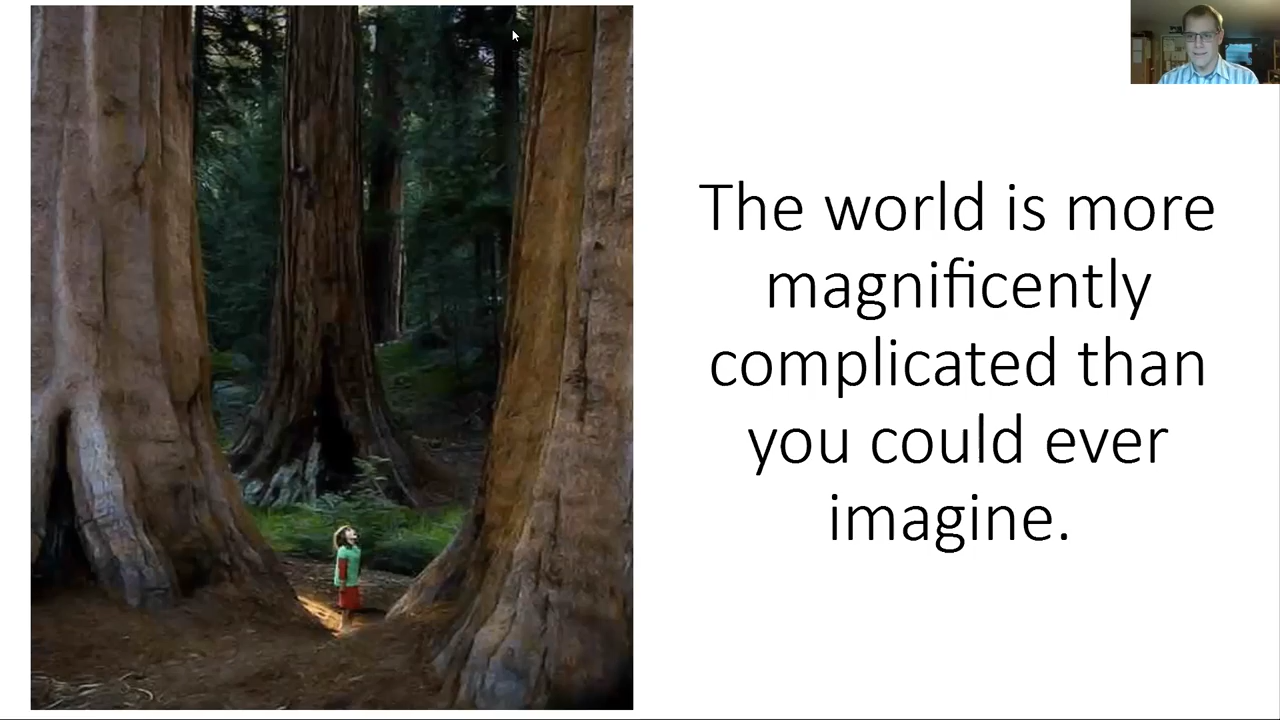 The world is more
magnificently
complicated than
you could ever
imagine.